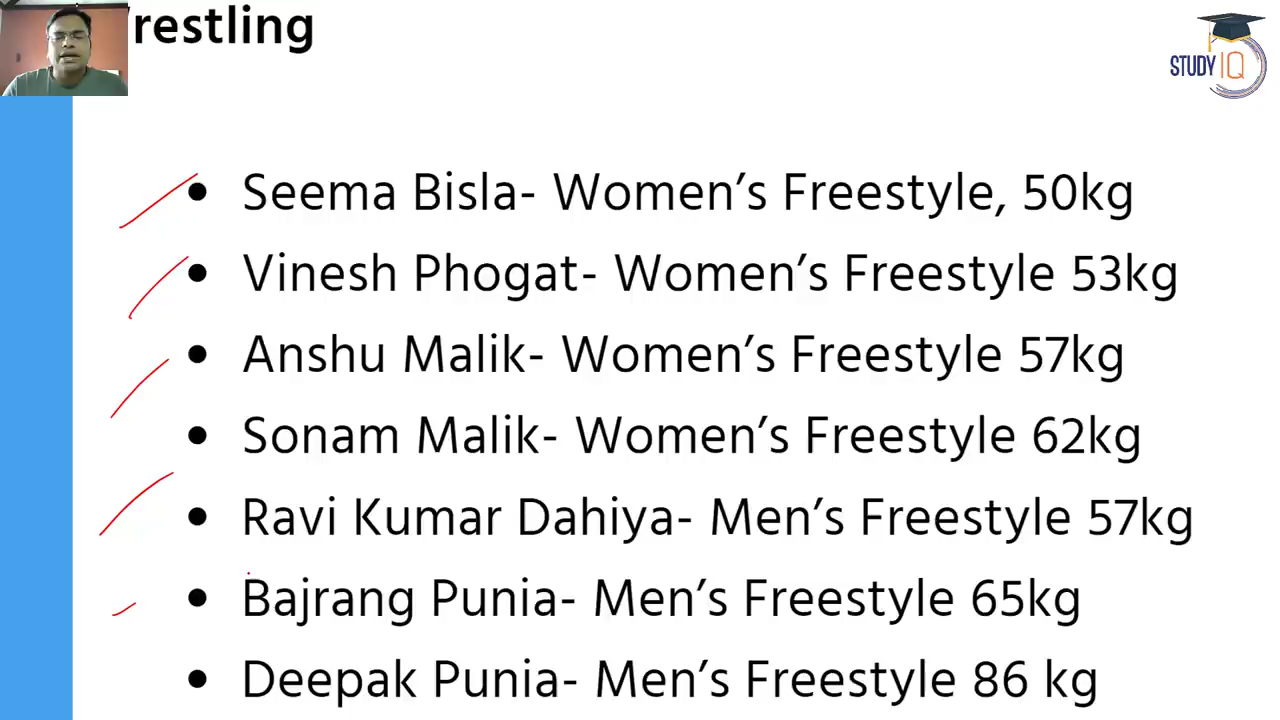 restling
STUDY IQ
• Seema Bisla- Women's Freestyle, 50kg
• Vinesh Phogat- Women's Freestyle 53kg
• Anshu Malik- Women's Freestyle 57kg
• Sonam Malik- Women's Freestyle 62kg
• Ravi Kumar Dahiya- Men's Freestyle 57kg
• Bajrang Punia- Men's Freestyle 65kg
• Deepak Punia- Men's Freestyle 86 kg